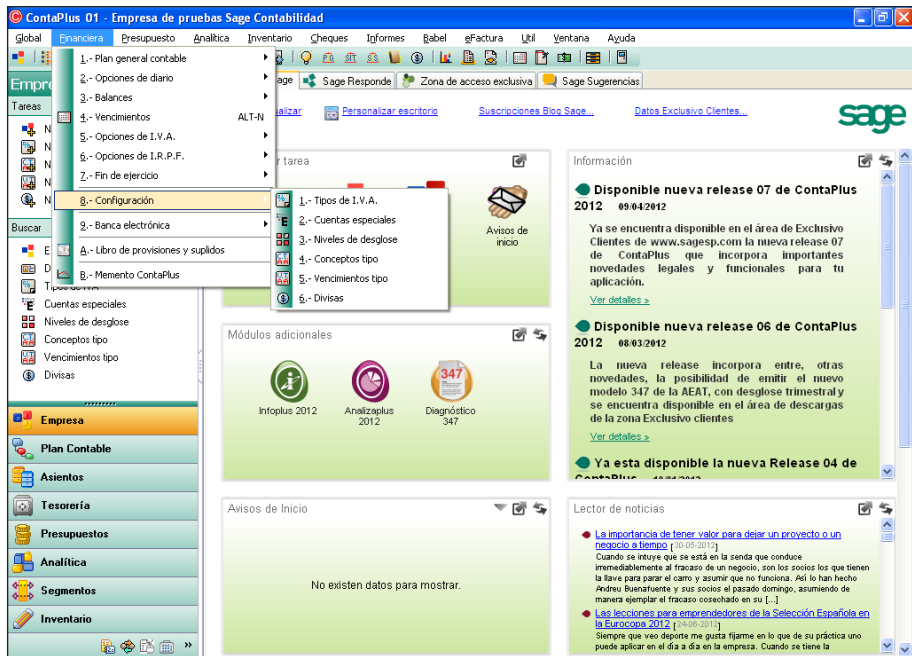 ContaPlus 01 - Empresa de pruebas Sage Contabilidad
Global Financiera Presupuesto Analítica Inventario Cheques Informes Babel eFactura Util Ventana Ayuda
Empre
Sage Responde Zona de acceso exclusiva Sage Sugerencias
Tareas
N
N
N
N
N
Buscar
E
D
Tipos de IVA
Cuentas especiales
Niveles de desglose
Conceptos tipo
Vencimientos tipo
Divisas
Empresa
Plan Contable
Asientos
Tesorería
Presupuestos
Analítica
Segmentos
Inventario
»
1.- Plan general contable
2.- Opciones de diario
3.- Balances
4.- Vencimientos ALT-N
5.- Opciones de I.V.A.
6.- Opciones de I.R.P.F.
7.- Fin de ejercicio
8.- Configuración
9.- Banca electrónica
A.- Libro de provisiones y suplidos
B.- Memento ContaPlus
1.- Tipos de I.V.A.
2.- Cuentas especiales
3.- Niveles de desglose
4.- Conceptos tipo
5.- Vencimientos tipo
6.- Divisas
alizar Personalizar escritorio Suscripciones Blog Sage... Datos Exclusivo Clientes...
sage
r tarea
Avisos de
inicio
Módulos adicionales
Infoplus 2012
Analizaplus
2012
347
Diagnóstico
347
Avisos de Inicio
No existen datos para mostrar.
Información
Disponible nueva release 07 de ContaPlus
2012 09/04/2012
Ya se encuentra disponible en el área de Exclusivo
Clientes de www.sagesp.com la nueva release 07
de ContaPlus que incorpora importantes
novedades legales y funcionales para tu
aplicación.
Ver detalles »
Disponible nueva release 06 de ContaPlus
2012 08/03/2012
La nueva release incorpora entre, otras
novedades, la posibilidad de emitir el nuevo
modelo 347 de la AEAT, con desglose trimestral y
se encuentra disponible en el área de descargas
de la zona Exclusivo clientes
Ver detalles »
Ya esta disponible la nueva Release 04 de
ContaPlus
Lector de noticias
La importancia de tener valor para dejar un proyecto o un
negocio a tiempo [30-06-2012]
Cuando se intuye que se está en la senda que conduce
irremediablemente al fracaso de un negocio, son los socios los que tienen
la llave para parar el carro y asumir que no funciona. Así lo han hecho
Andreu Buenafuente y sus socios el pasado domingo, asumiendo de
manera ejemplar el fracaso cosechado en su [...]
Las lecciones para emprendedores de la Selección Española en
la Eurocopa 2012 [24-06-2012]
Siempre que veo deporte me gusta fijarme en lo que de su práctica uno
puede aplicar en el día a día en la empresa. Cuando se tiene la